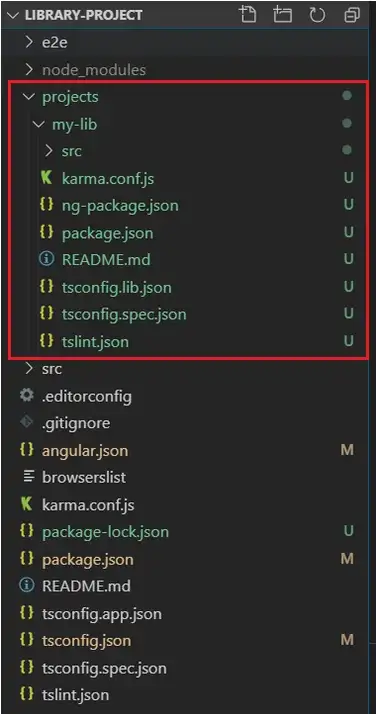 LIBRARY-PROJECT
e2e
node_modules
projects
my-lib
src
karma.conf.js U
ng-package.json U
package.json U
README.md U
tsconfig.lib.json U
tsconfig.spec.json U
tslint.json U
src
.editorconfig
.gitignore
angular.json M
browserslist
karma.conf.js
package-lock.json U
package.json M
README.md
tsconfig.app.json
tsconfig.json M
tsconfig.spec.json
tslint.json